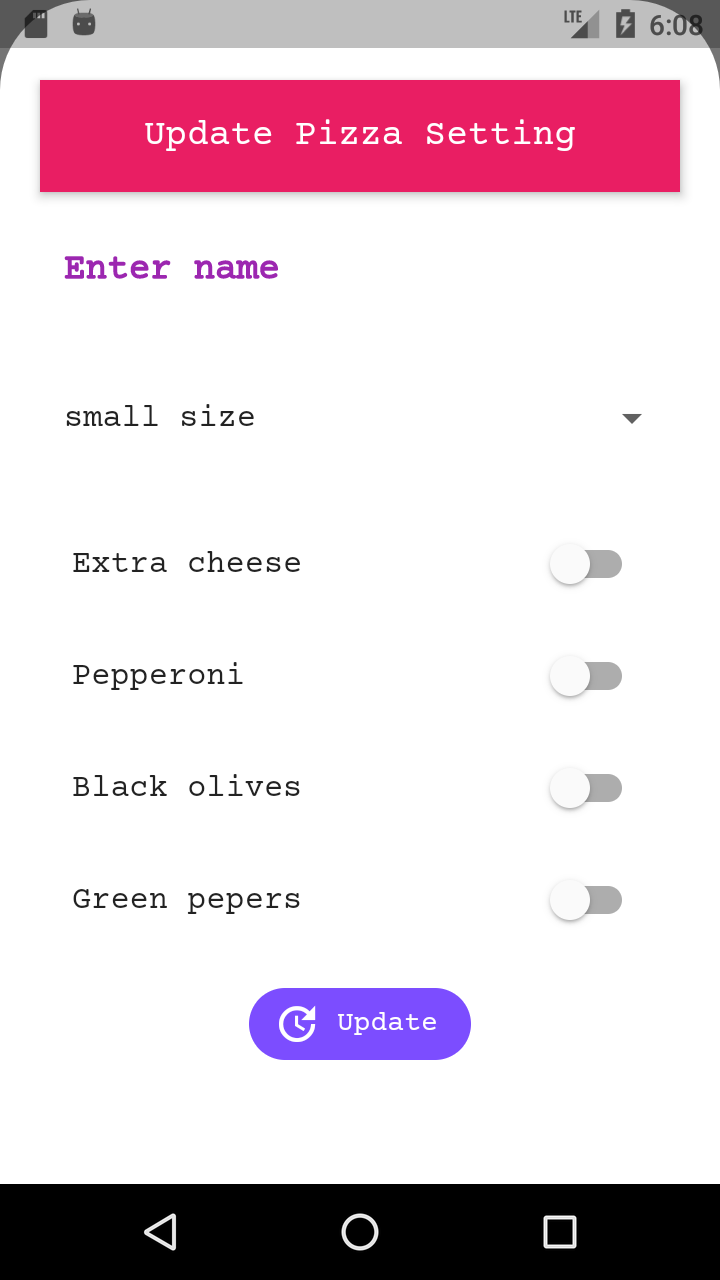 LTE 6:08
Update Pizza Setting
Enter name
small size
Extra cheese
Pepperoni
Black olives
Green pepers
Update